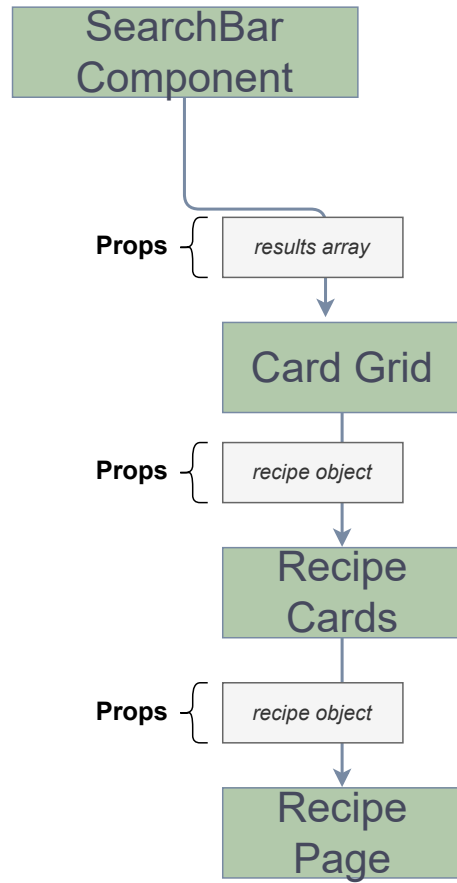 SearchBar
Component
Props
results array
Card Grid
Props
recipe object
Recipe
Cards
Props
recipe object
Recipe
Page